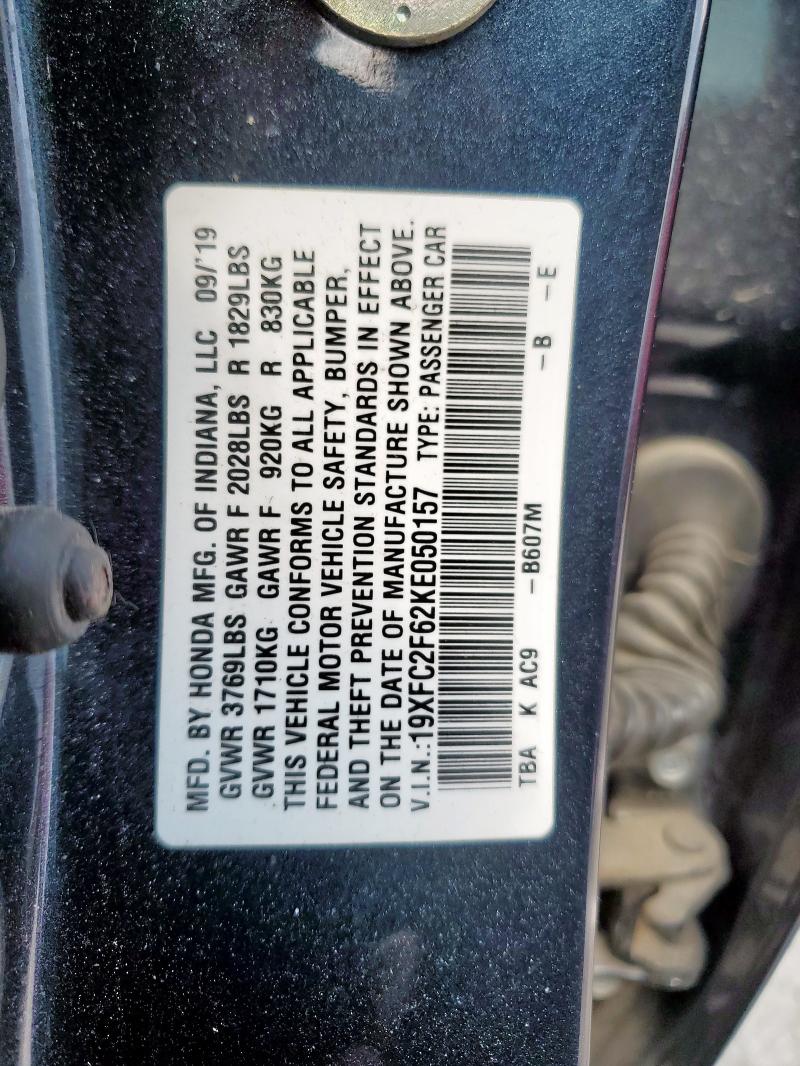 MFD. BY HONDA MFG. OF INDIANA, LLC 09/'19
GVWR 3769LBS GAWR F 2028LBS R 1829LBS
GVWR 1710KG GAWR F 920KG R 830KG
THIS VEHICLE CONFORMS TO ALL APPLICABLE
FEDERAL MOTOR VEHICLE SAFETY, BUMPER,
AND THEFT PREVENTION STANDARDS IN EFFECT
ON THE DATE OF MANUFACTURE SHOWN ABOVE.
V.I.N.:19XFC2F62KE050157 TYPE: PASSENGER CAR
TBA K AC9 -B607M -B -E